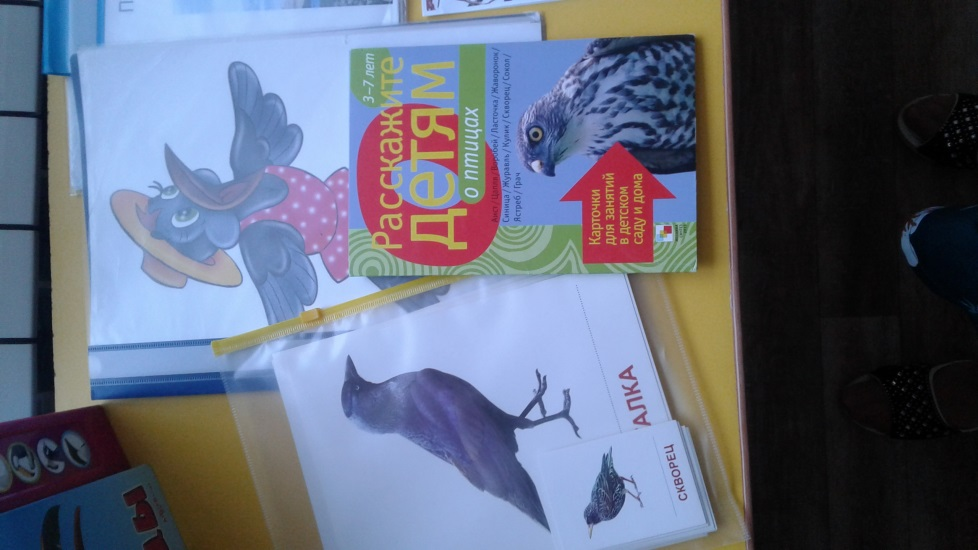 3–7 лет
Расскажите
детям
о птицах
Аист / Цапля / Воробей / Ласточка / Жаворонок /
Синица / Журавль / Кулик / Скворец / Сокол /
Ястреб / Грач
Карточки
для занятий
в детском
саду и дома
АЛКА
СКВОРЕЦ